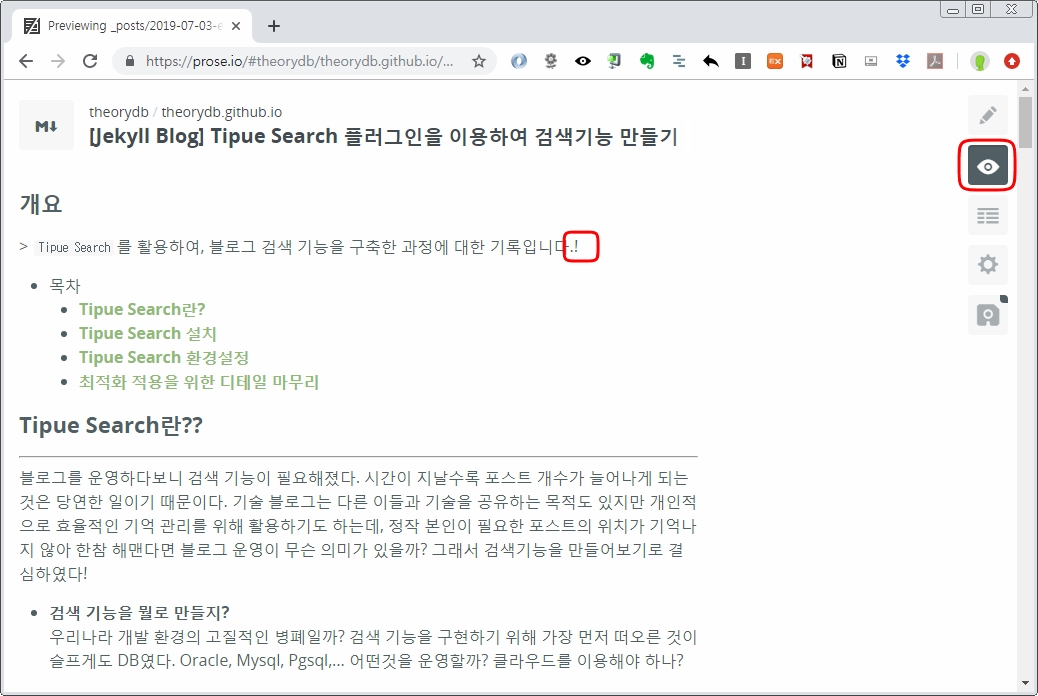 Previewing _posts/2019-07-03-e
https://prose.io/#theorydb/theorydb.github.io/...
M↓
theorydb / theorydb.github.io
[Jekyll Blog] Tipue Search 플러그인을 이용하여 검색기능 만들기
개요
> Tipue Search 를 활용하여, 블로그 검색 기능을 구축한 과정에 대한 기록입니다.!
목차
Tipue Search란?
Tipue Search 설치
Tipue Search 환경설정
최적화 적용을 위한 디테일 마무리
Tipue Search란??
블로그를 운영하다보니 검색 기능이 필요해졌다. 시간이 지날수록 포스트 개수가 늘어나게 되는
것은 당연한 일이기 때문이다. 기술 블로그는 다른 이들과 기술을 공유하는 목적도 있지만 개인적
으로 효율적인 기억 관리를 위해 활용하기도 하는데, 정작 본인이 필요한 포스트의 위치가 기억나
지 않아 한참 해맨다면 블로그 운영이 무슨 의미가 있을까? 그래서 검색기능을 만들어보기로 결
심하였다!
검색 기능을 뭘로 만들지?
우리나라 개발 환경의 고질적인 병폐일까? 검색 기능을 구현하기 위해 가장 먼저 떠오른 것이
슬프게도 DB였다. Oracle, Mysql, Pgsql,... 어떤것을 운영할까? 클라우드를 이용해야 하나?